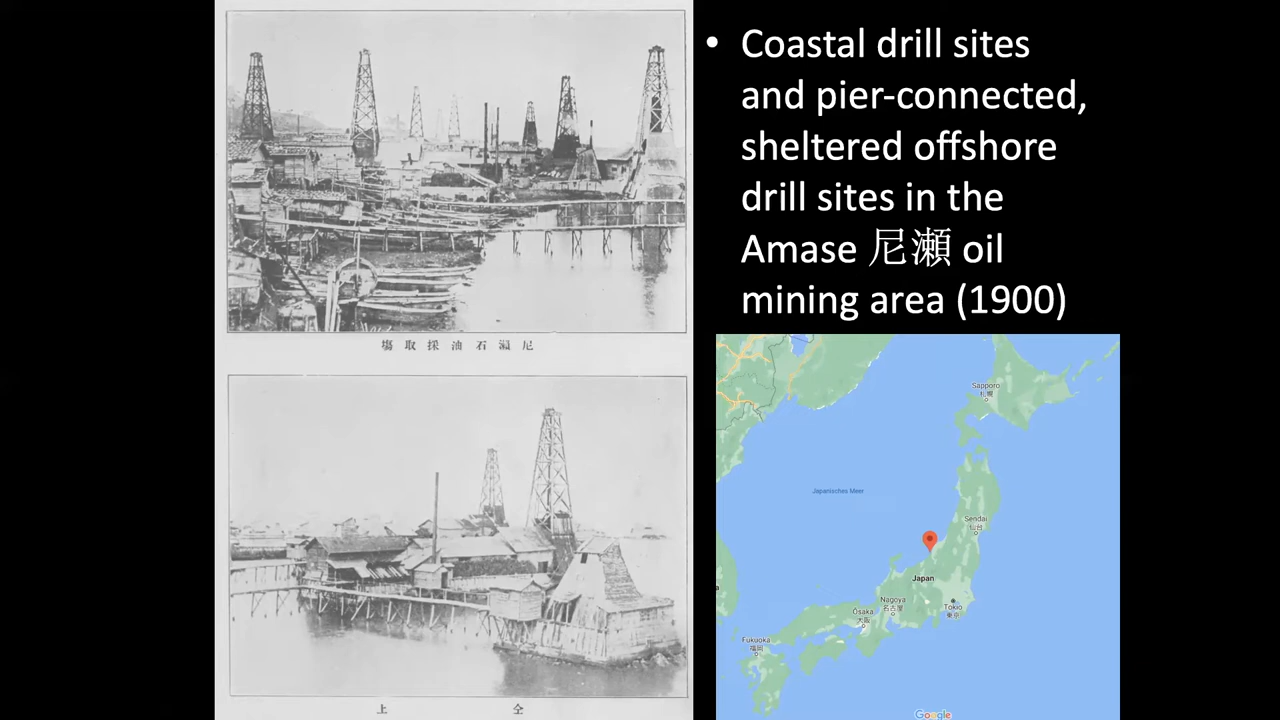 • Coastal drill sites
and pier-connected,
sheltered offshore
drill sites in the
Amase 尼瀬 oil
mining area (1900)
場取採油石瀬尼
上 仝
Sapporo
札幌
Japanisches Meer
Sendai
仙台
Japan
Nagoya
名古屋
Tokio
東京
Ōsaka
大阪
Fukuoka
福岡
Google